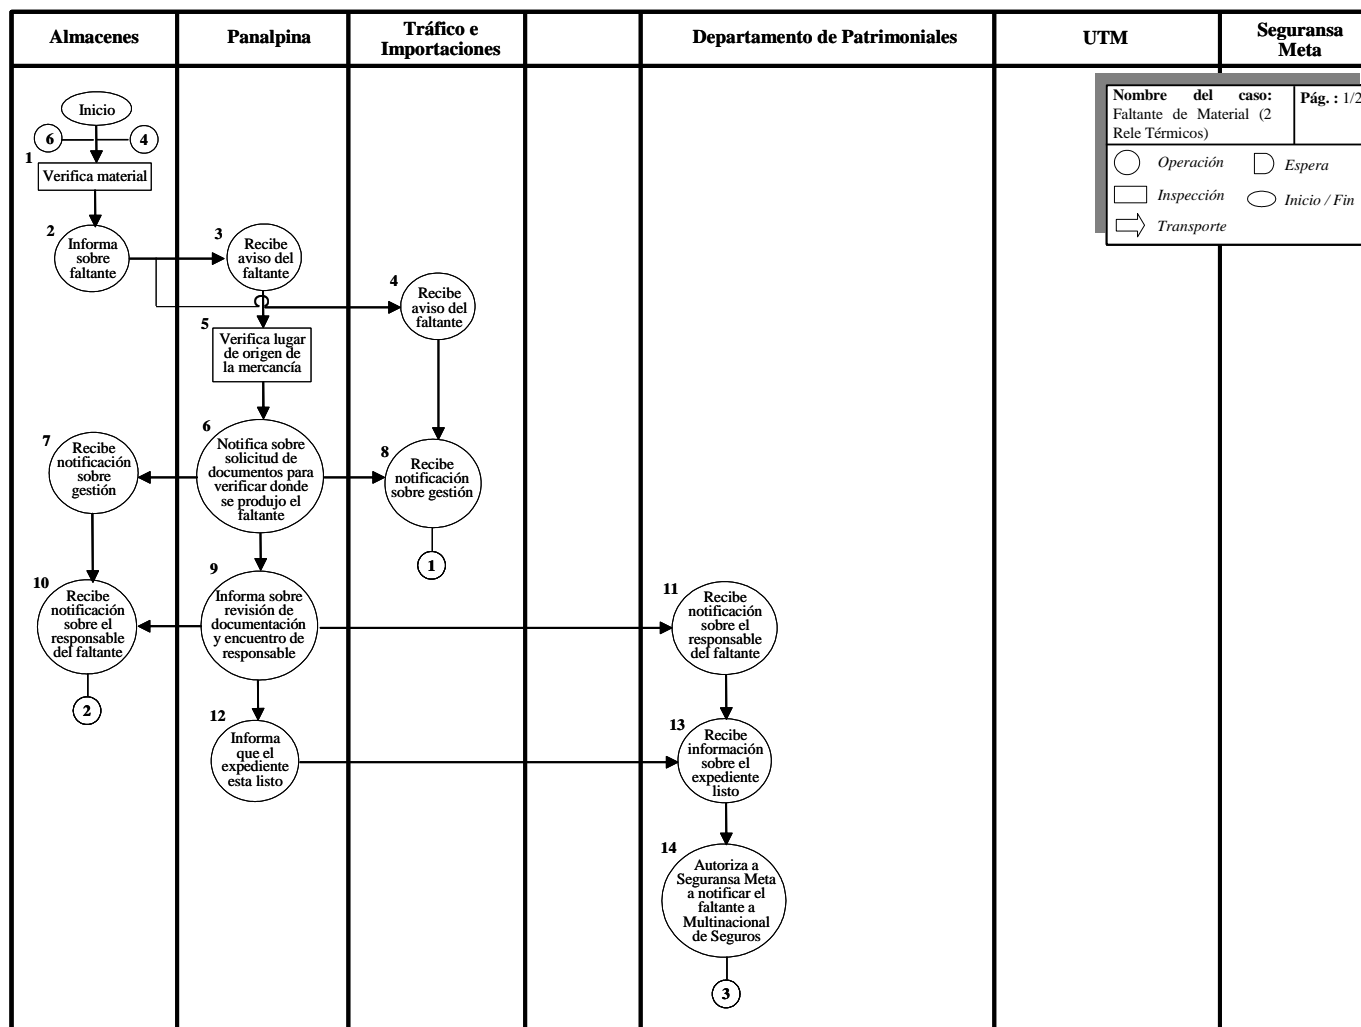 Almacenes
Panalpina
Tráfico e
Importaciones
Departamento de Patrimoniales
UTM
Seguransa
Meta
Nombre del caso:
Faltante de Material (2
Rele Térmicos)
Pág. : 1/2
Operación
Espera
Inspección
Inicio / Fin
Transporte
Inicio
6
4
1
Verifica material
2
Informa
sobre
faltante
3
Recibe
aviso del
faltante
4
Recibe
aviso del
faltante
5
Verifica lugar
de origen de
la mercancía
6
Notifica sobre
solicitud de
documentos para
verificar donde
se produjo el
faltante
7
Recibe
notificación
sobre
gestión
8
Recibe
notificación
sobre gestión
1
9
Informa sobre
revisión de
documentación
y encuentro de
responsable
10
Recibe
notificación
sobre el
responsable
del faltante
2
11
Recibe
notificación
sobre el
responsable
del faltante
12
Informa
que el
expediente
esta listo
13
Recibe
información
sobre el
expediente
listo
14
Autoriza a
Seguransa Meta
a notificar el
faltante a
Multinacional
de Seguros
3